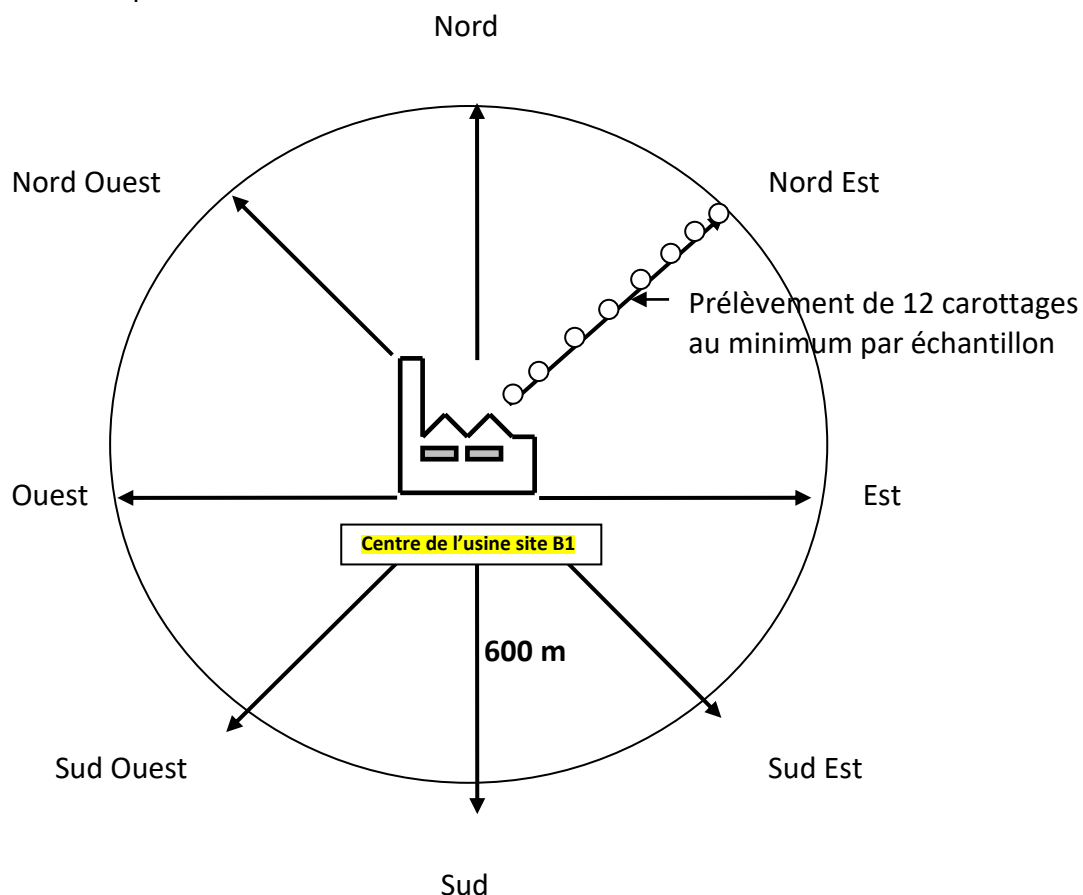 Nord
Nord Ouest
Nord Est
Prélèvement de 12 carottages
au minimum par échantillon
Ouest
Est
Centre de l’usine site B1
600 m
Sud Ouest
Sud Est
Sud